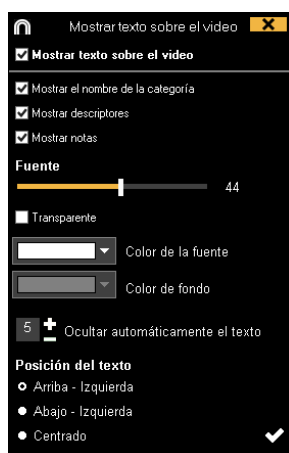 Mostrar texto sobre el video
Mostrar texto sobre el video
Mostrar el nombre de la categoría
Mostrar descriptores
Mostrar notas
Fuente
44
Transparente
Color de la fuente
Color de fondo
5 Ocultar automáticamente el texto
Posición del texto
Arriba - Izquierda
Abajo - Izquierda
Centrado